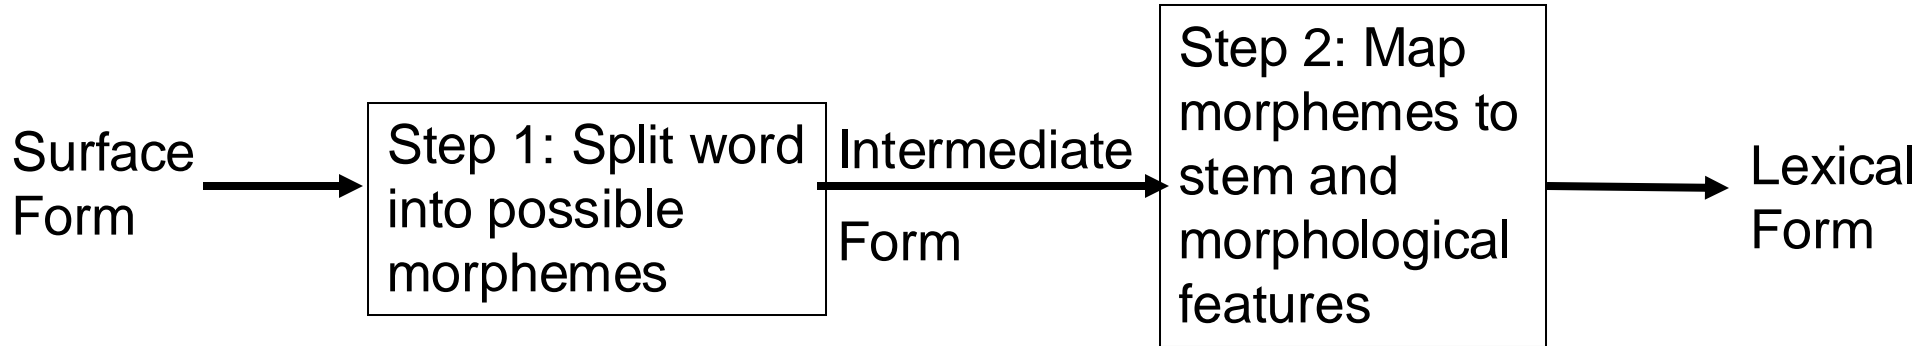 Surface
Form
Step 1: Split word
into possible
morphemes
Intermediate
Form
Step 2: Map
morphemes to
stem and
morphological
features
Lexical
Form